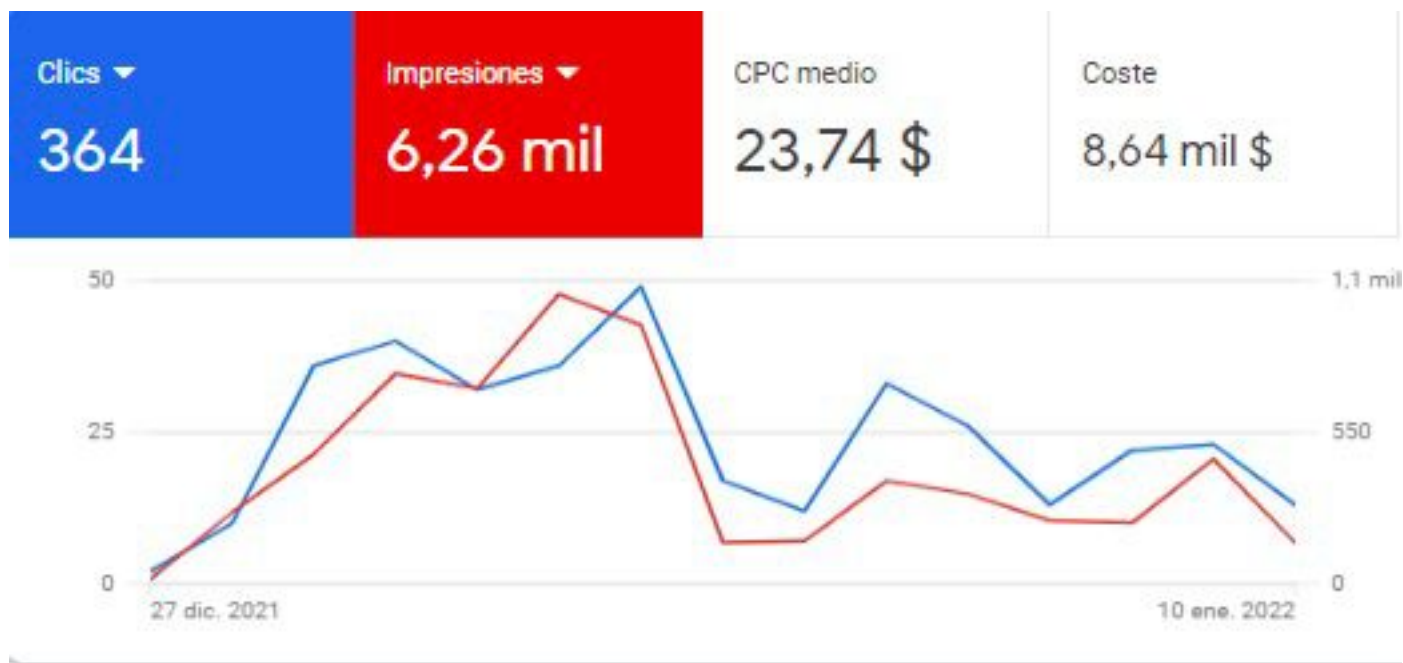 Clics
364
Impresiones
6,26 mil
CPC medio
23,74 $
Coste
8,64 mil $
50
1,1 mil
25
550
0
0
27 dic. 2021
10 ene. 2022